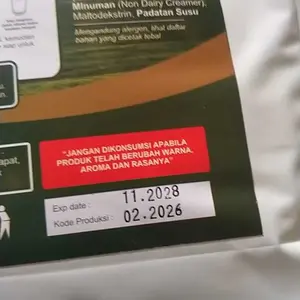 Minuman (Non Dairy Creamer),
Maltodekstrin, Padatan Susu
Mengandung alergen, lihat daftar
bahan yang dicetak tebal
"JANGAN DIKONSUMSI APABILA
PRODUK TELAH BERUBAH WARNA,
AROMA DAN RASANYA"
Exp date : 11.2028
Kode Produksi : 02.2026